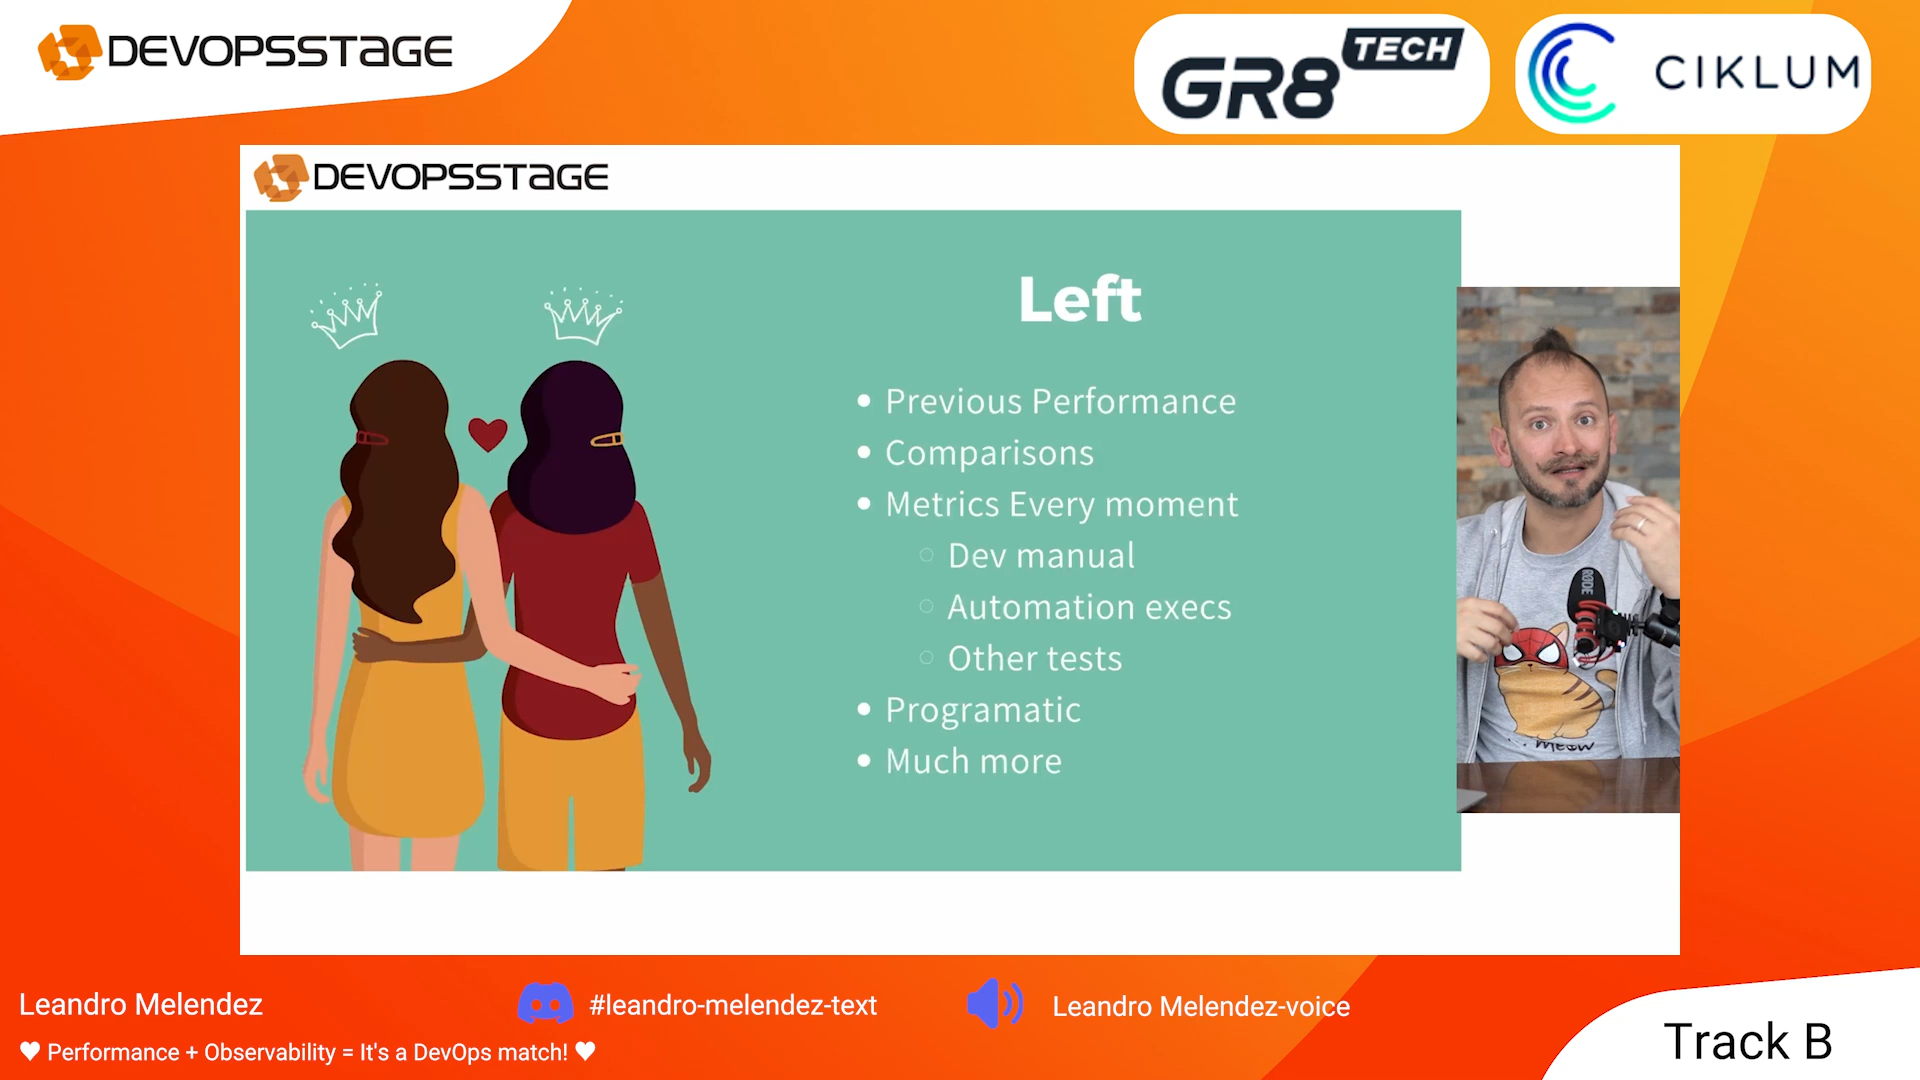 DEVOPSSTAGE
GR8 TECH
CIKLUM
DEVOPSSTAGE
Left
Previous Performance
Comparisons
Metrics Every moment
Dev manual
Automation execs
Other tests
Programatic
Much more
RØDE
MEOW
Leandro Melendez
#leandro-melendez-text
Leandro Melendez-voice
♥ Performance + Observability = It's a DevOps match! ♥
Track B